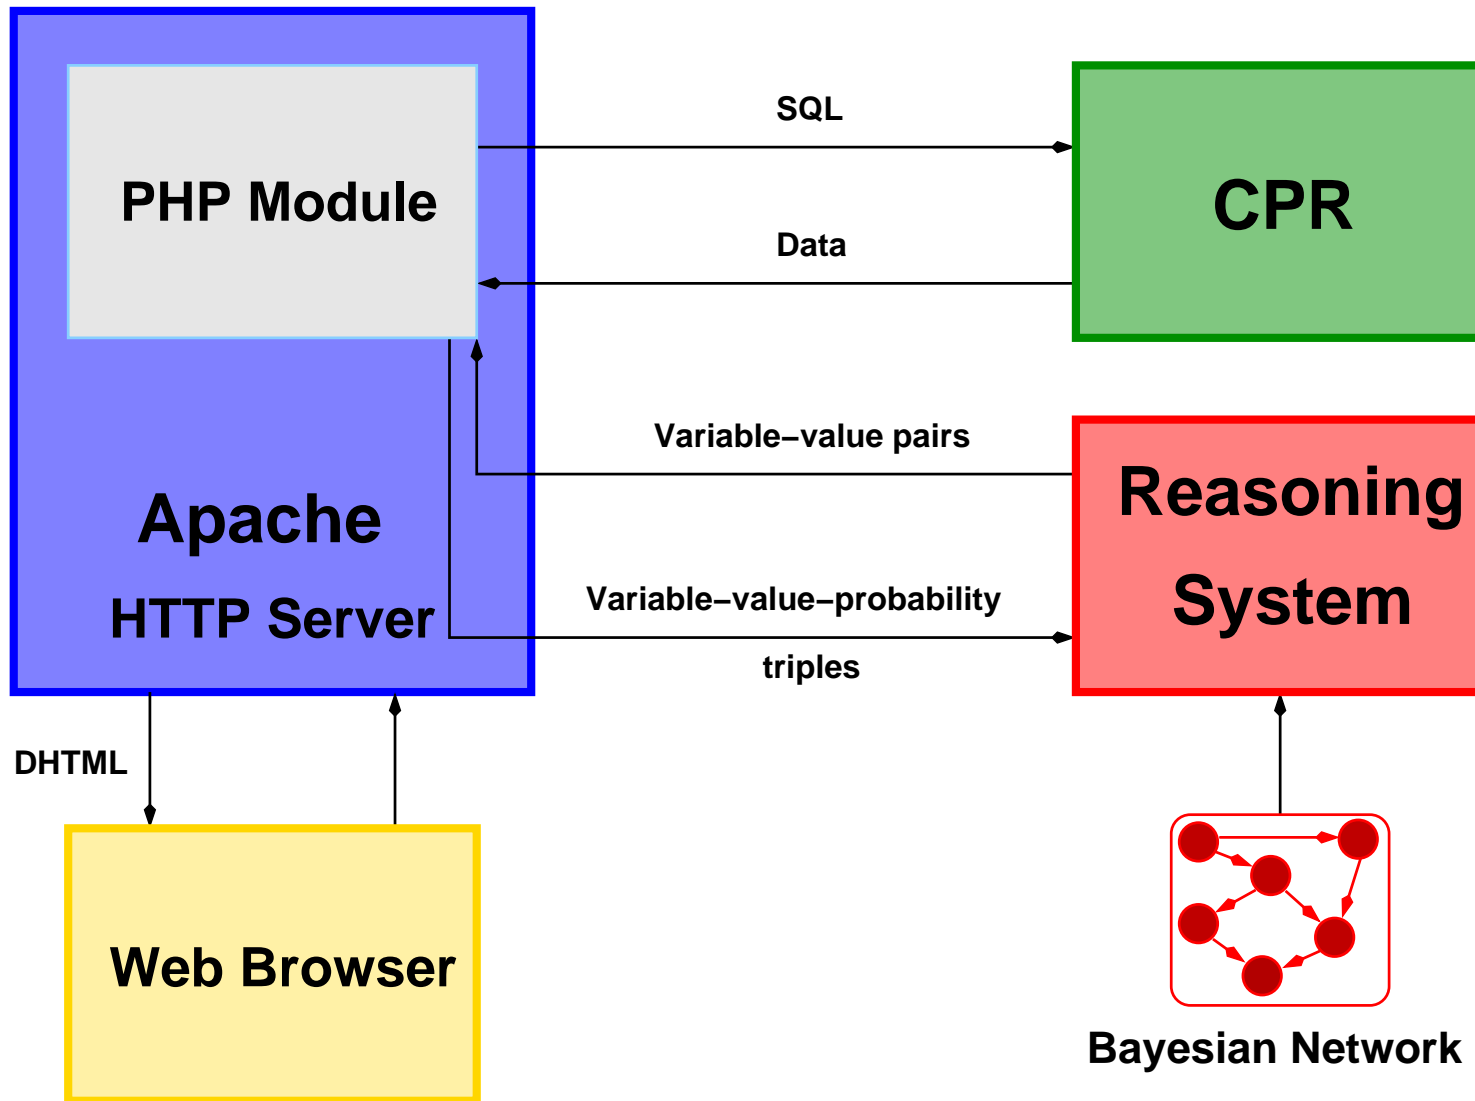 SQL
PHP Module
CPR
Data
Variable–value pairs
Reasoning
System
Apache
HTTP Server
Variable–value–probability
triples
DHTML
Web Browser
Bayesian Network